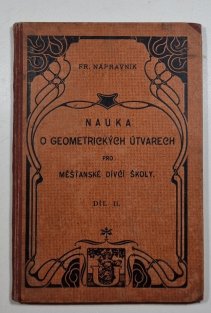 FR. NÁPRAVNÍK
NAUKA
O GEOMETRICKÝCH ÚTVARECH
PRO
MĚŠŤANSKÉ DÍVČÍ ŠKOLY.
DÍL II.